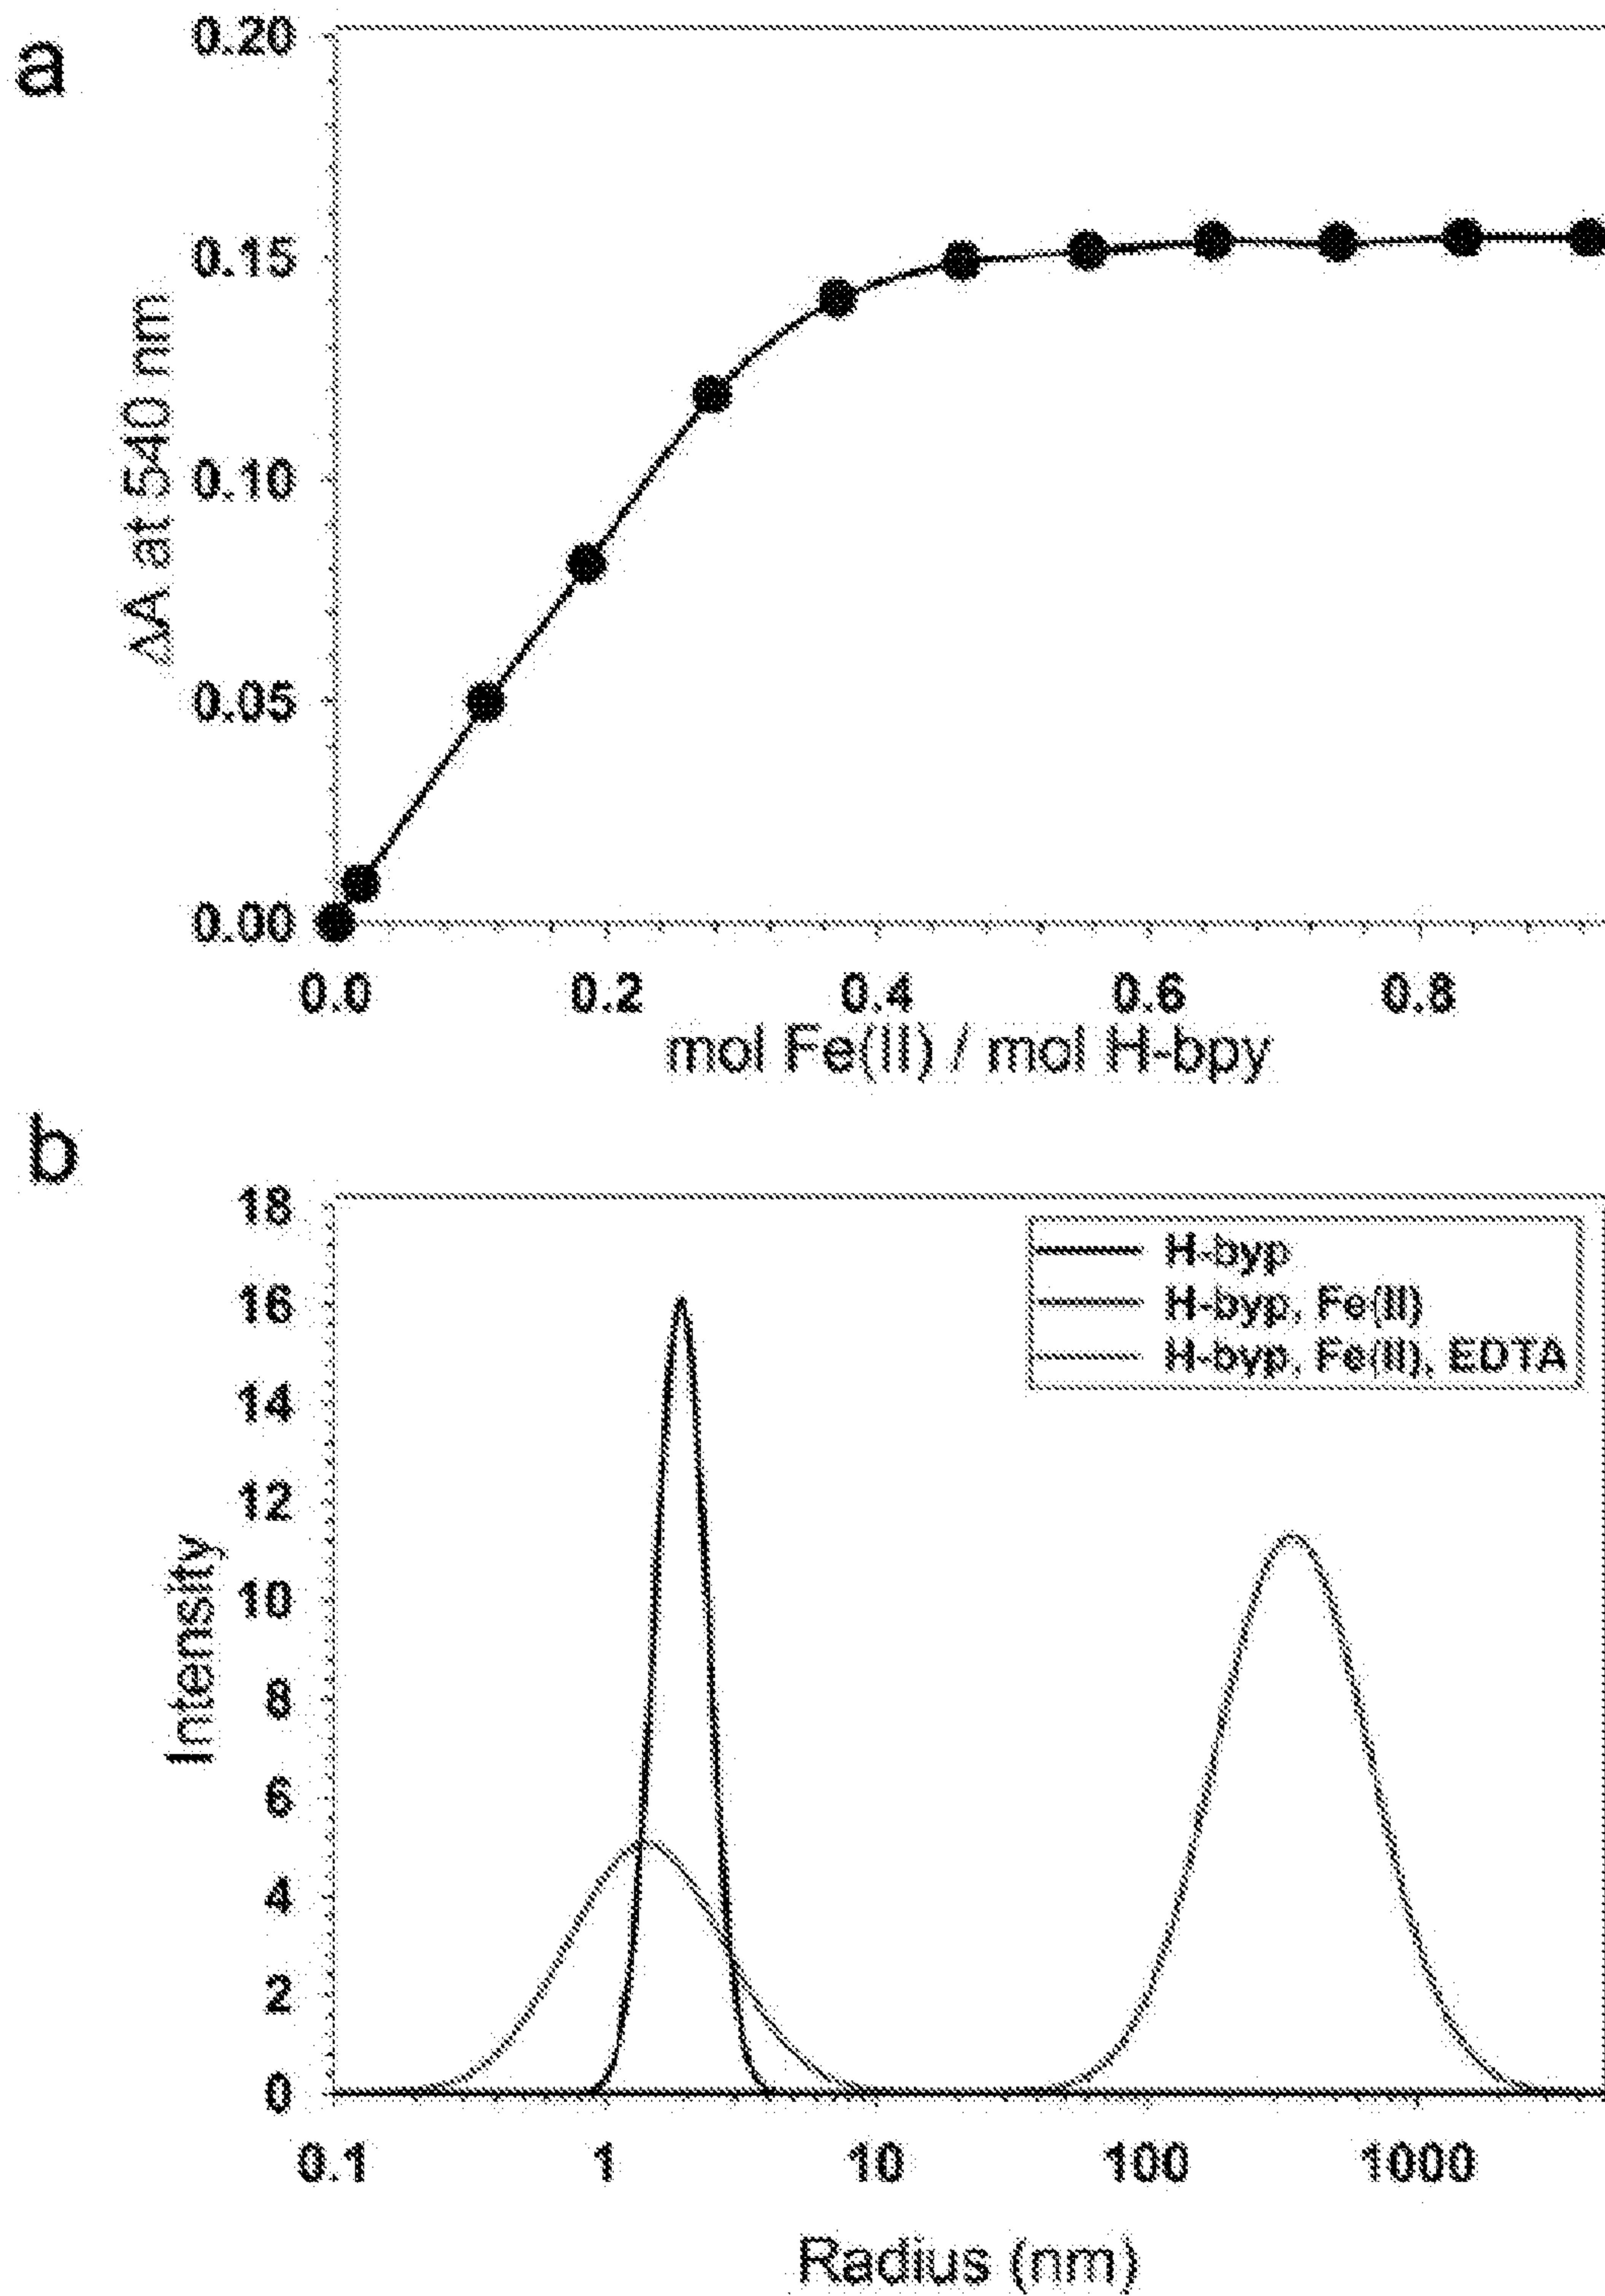 a
ΔA at 540 nm
0.20
0.15
0.10
0.05
0.00
0.0 0.2 0.4 0.6 0.8
mol Fe(II) / mol H-bpy
b
Intensity
18
16
14
12
10
8
6
4
2
0
H-byp
H-byp, Fe(II)
H-byp, Fe(II), EDTA
0.1 1 10 100 1000
Radius (nm)